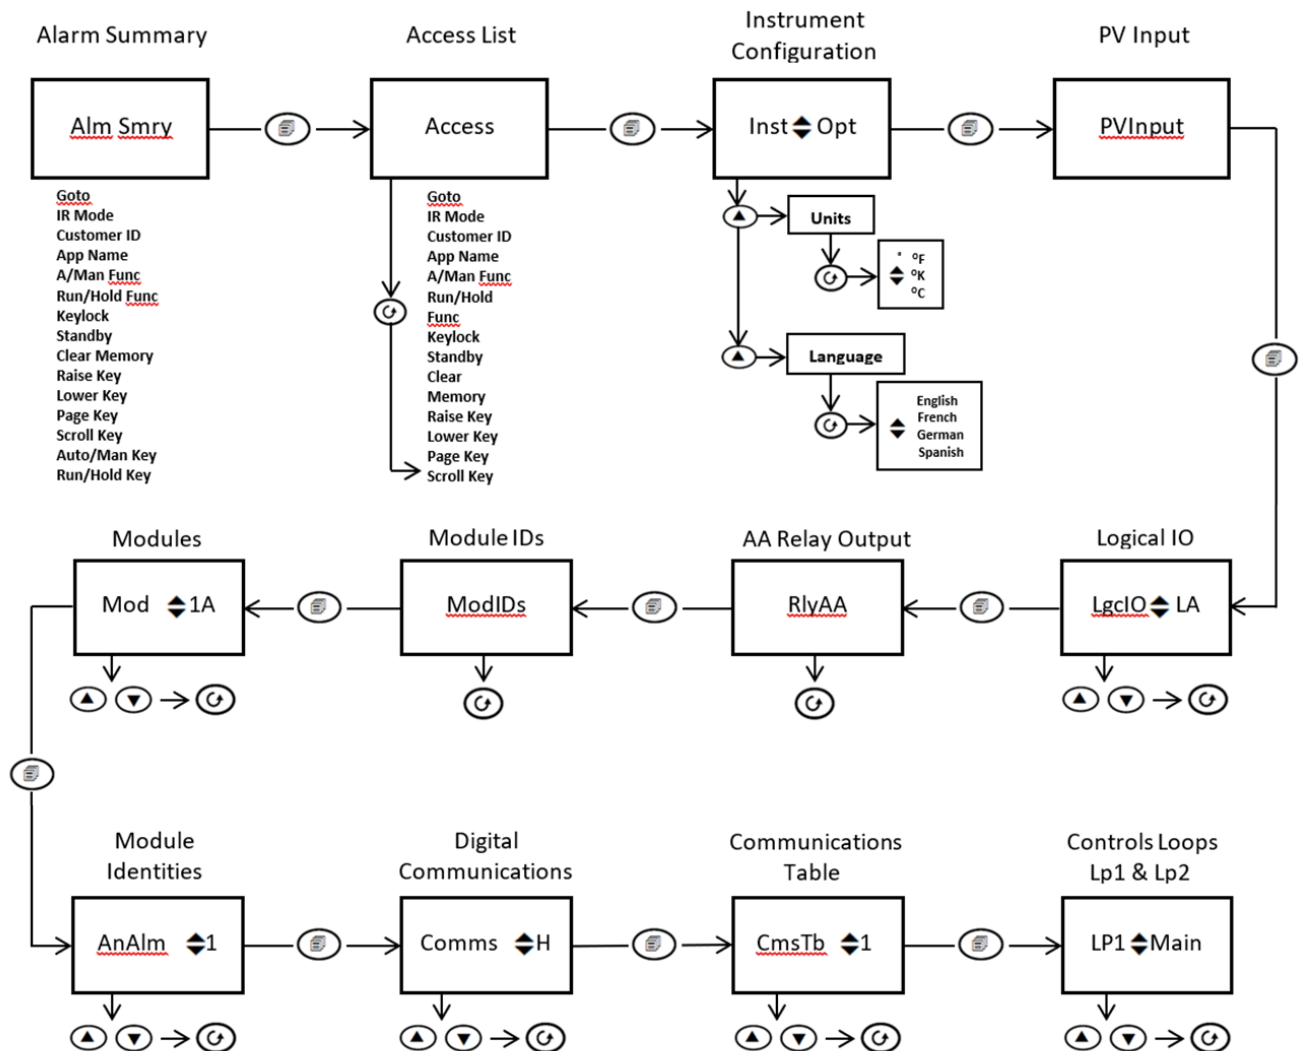 Alarm Summary
Access List
Instrument
Configuration
PV Input
Alm Smry
Access
Inst Opt
PVInput
Goto
IR Mode
Customer ID
App Name
A/Man Func
Run/Hold Func
Keylock
Standby
Clear Memory
Raise Key
Lower Key
Page Key
Scroll Key
Auto/Man Key
Run/Hold Key
Goto
IR Mode
Customer ID
App Name
A/Man Func
Run/Hold
Func
Keylock
Standby
Clear
Memory
Raise Key
Lower Key
Page Key
Scroll Key
Units
° ºF
ºK
ºC
Language
English
French
German
Spanish
Modules
Module IDs
AA Relay Output
Logical IO
Mod 1A
ModIDs
RlyAA
LgcIO LA
Module
Identities
Digital
Communications
Communications
Table
Controls Loops
Lp1 & Lp2
AnAlm 1
Comms H
CmsTb 1
LP1 Main